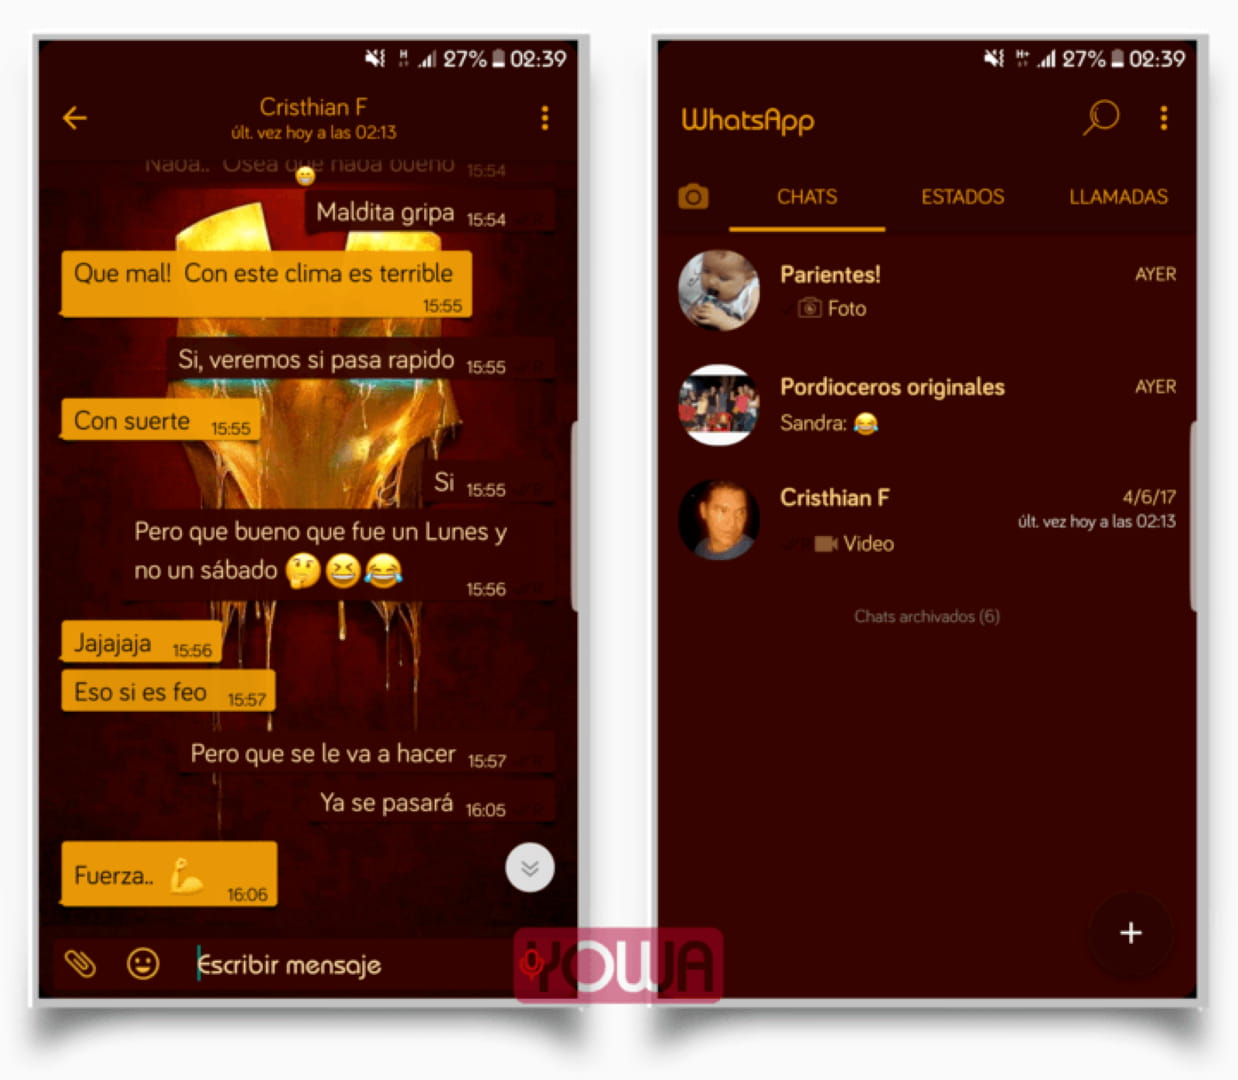 27% 02:39
Cristhian F
últ. vez hoy a las 02:13
Nada.. Osea que nada bueno 15:54
Maldita gripa 15:54
Que mal! Con este clima es terrible
15:55
Si, veremos si pasa rapido 15:55
Con suerte 15:55
Si 15:55
Pero que bueno que fue un Lunes y
no un sábado 🤔😆😂
15:56
Jajajaja 15:56
Eso si es feo 15:57
Pero que se le va a hacer 15:57
Ya se pasará 16:05
Fuerza.. 💪
16:06
Escribir mensaje
YOWA
H+ 27% 02:39
WhatsApp
CHATS ESTADOS LLAMADAS
Parientes! AYER
Foto
Pordioceros originales AYER
Sandra: 😂
Cristhian F 4/6/17
últ. vez hoy a las 02:13
Video
Chats archivados (6)